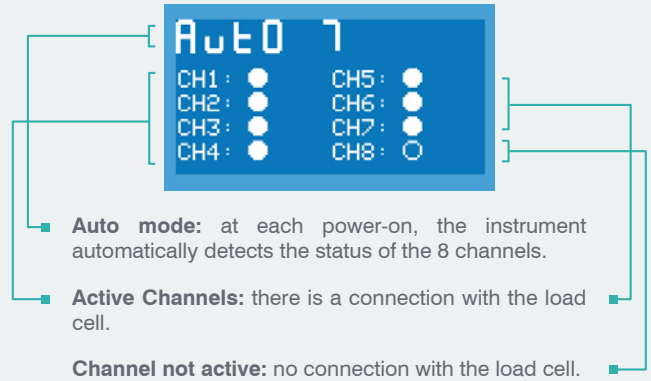 AutO 7
CH1: CH5:
CH2: CH6:
CH3: CH7:
CH4: CH8:
Auto mode: at each power-on, the instrument
automatically detects the status of the 8 channels.
Active Channels: there is a connection with the load
cell.
Channel not active: no connection with the load cell.